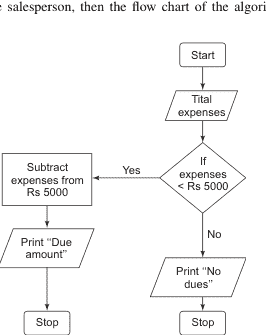 e salesperson, then the flow chart of the algori
Start
Tital
expenses
If
expenses
< Rs 5000
Yes
Subtract
expenses from
Rs 5000
Print "Due
amount"
Stop
No
Print "No
dues"
Stop